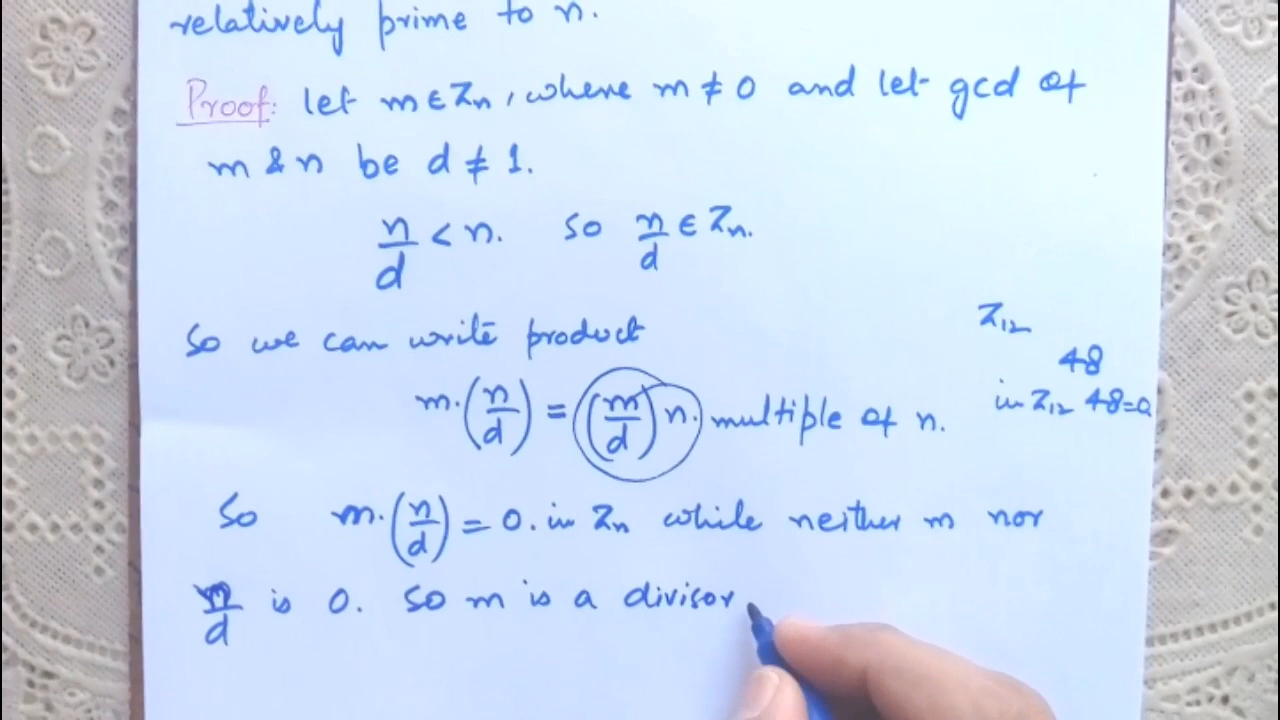 relatively prime to n.
Proof: let m ∈ Zn, where m ≠ 0 and let gcd of
m & n be d ≠ 1.
n/d < n. so n/d ∈ Zn.
So we can write product
m.(n/d) = (m/d) n. multiple of n.
Z12
48
in Z12 48=0
So m.(n/d) = 0. in Zn while neither m nor
n/d is 0. So m is a divisor